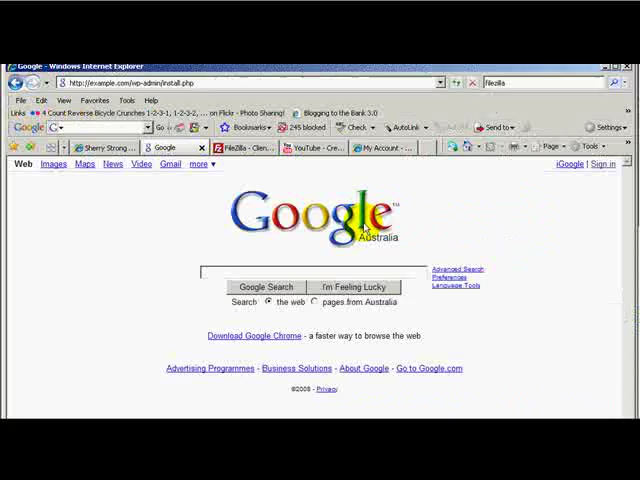 Google - Windows Internet Explorer
http://example.com/wp-admin/install.php
filezilla
File Edit View Favorites Tools Help
Links 4 Count Reverse Bicycle Crunches 1-2-3-1, 1-2-3-2, ... on Flickr - Photo Sharing! Blogging to the Bank 3.0
Google Go Bookmarks 245 blocked Check AutoLink Send to Settings
Sherry Strong ... Google FileZilla - Clien... YouTube - Cre... My Account - ... Page Tools
Web Images Maps News Video Gmail more iGoogle | Sign in
Google
Australia
Advanced Search
Preferences
Language Tools
Google Search I'm Feeling Lucky
Search the web pages from Australia
Download Google Chrome - a faster way to browse the web
Advertising Programmes - Business Solutions - About Google - Go to Google.com
©2008 - Privacy